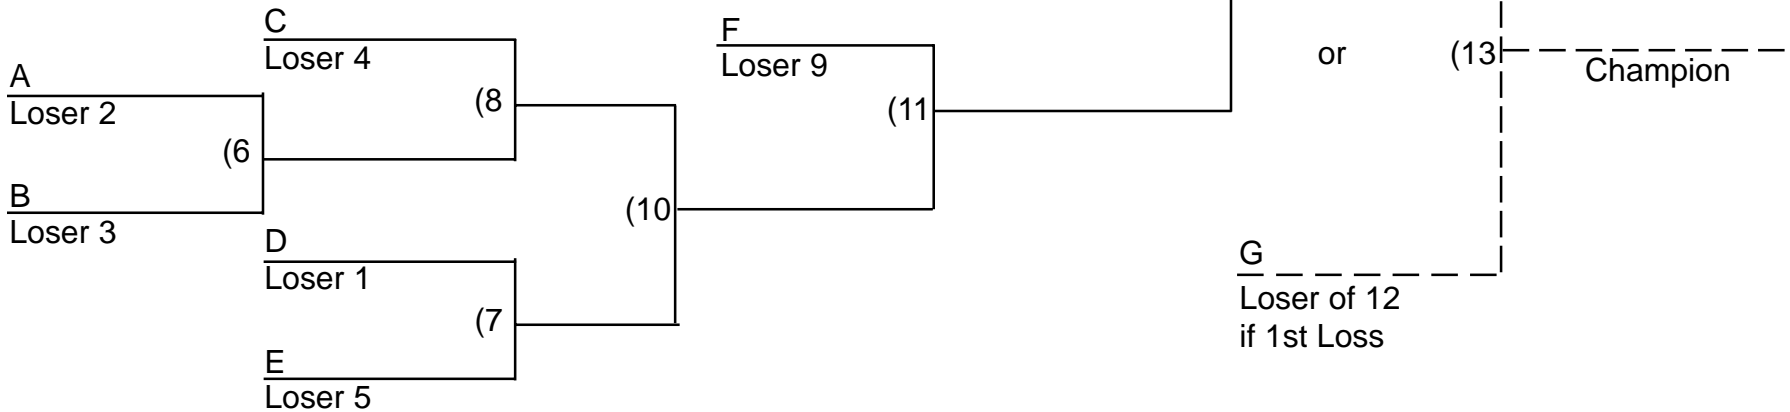 C
Loser 4
F
Loser 9
or
(13
Champion
A
Loser 2
(8
(11
(6
B
Loser 3
(10
D
Loser 1
G
Loser of 12
if 1st Loss
(7
E
Loser 5